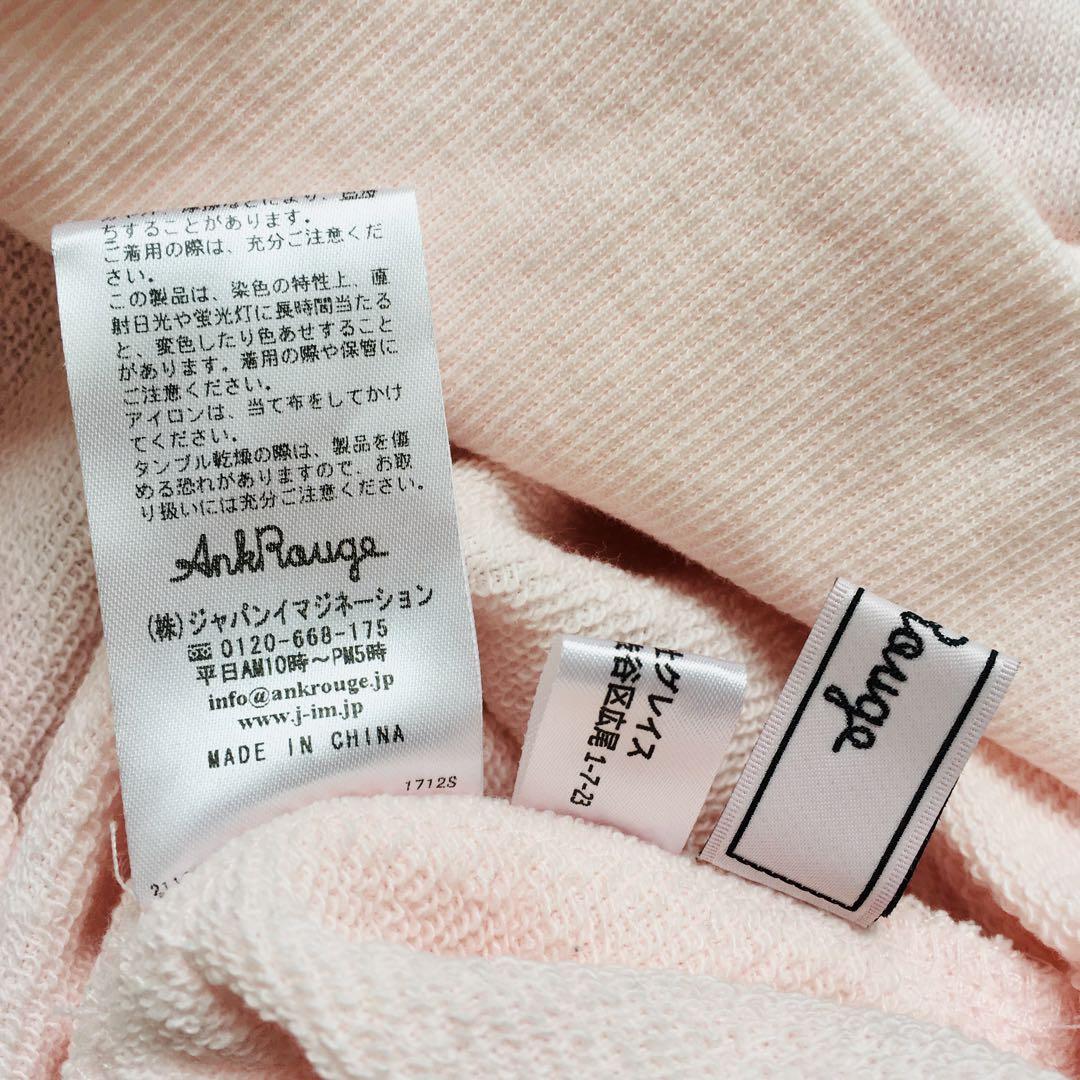 ちすることがあります。
ご着用の際は、充分ご注意くだ
さい。
この製品は、染色の特性上、直
射日光や蛍光灯に長時間当たる
と、変色したり色あせすること
があります。着用の際や保管に
ご注意ください。
アイロンは、当て布をしてかけ
てください。
タンブル乾燥の際は、製品を傷
める恐れがありますので、お取
り扱いには充分ご注意ください。
AnkRouge
(株)ジャパンイマジネーション
0120-668-175
平日AM10時～PM5時
info@ankrouge.jp
www.j-im.jp
MADE IN CHINA
1712S
グレイス
谷区広尾1-7-23
Rouge